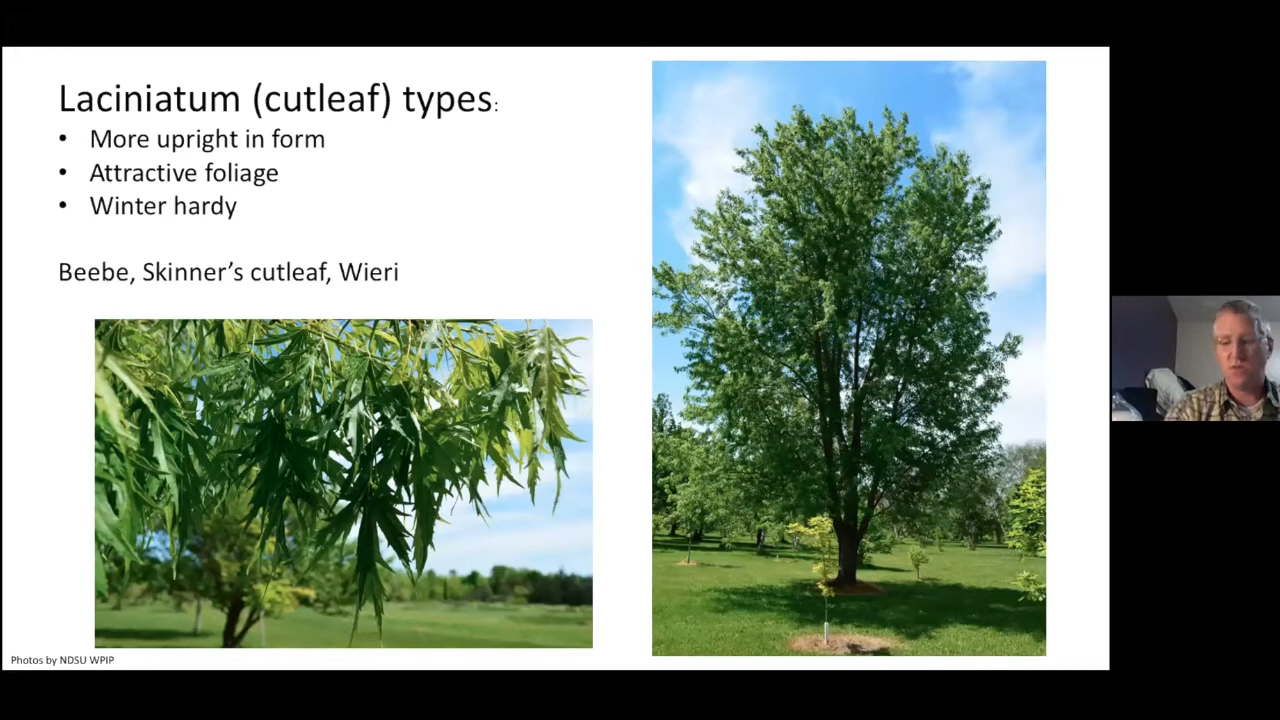 Laciniatum (cutleaf) types:
• More upright in form
• Attractive foliage
• Winter hardy
Beebe, Skinner’s cutleaf, Wieri
Photos by NDSU WPIP